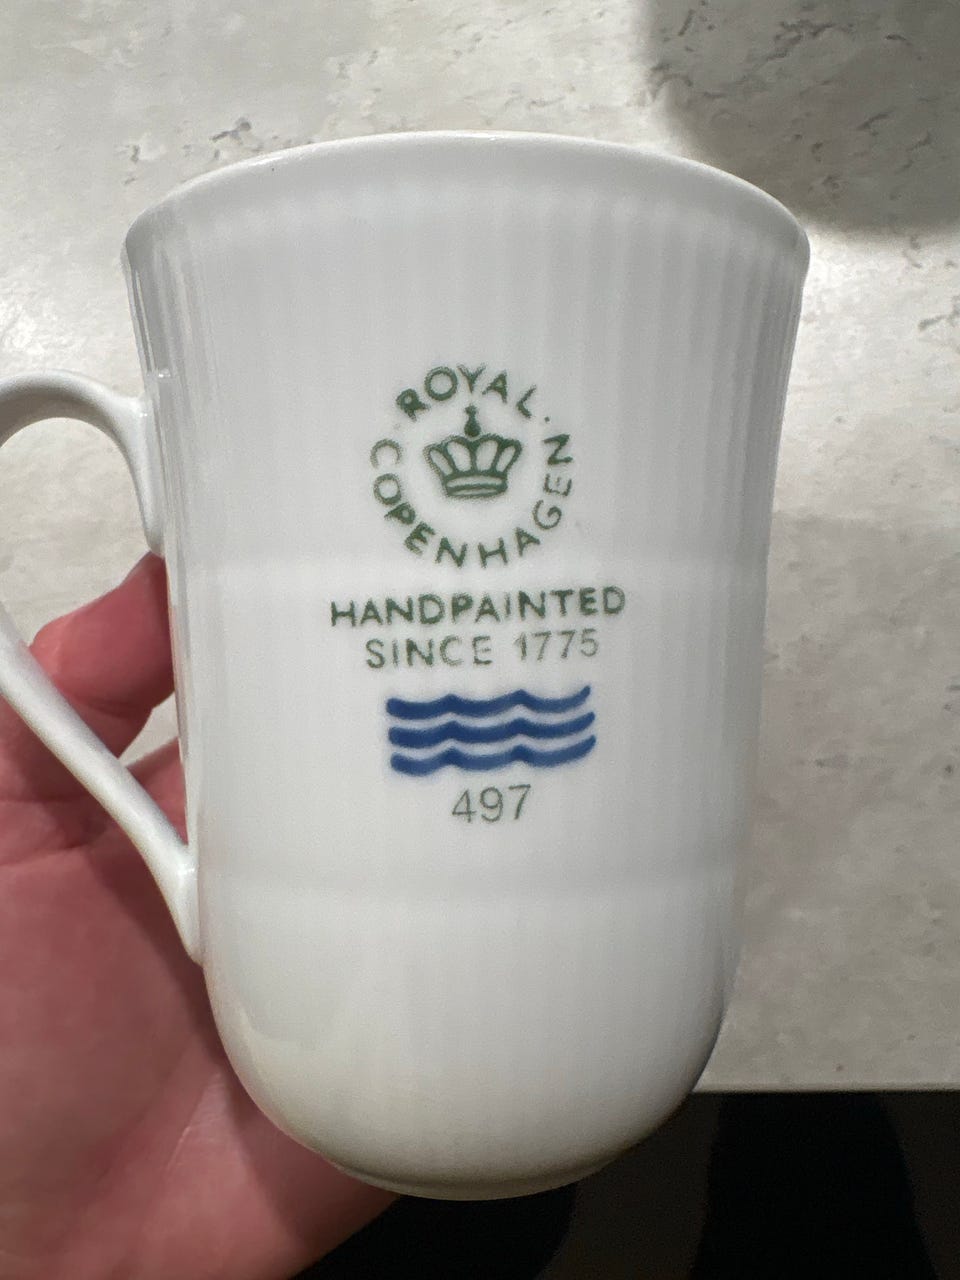 ROYAL · COPENHAGEN
HANDPAINTED
SINCE 1775
497